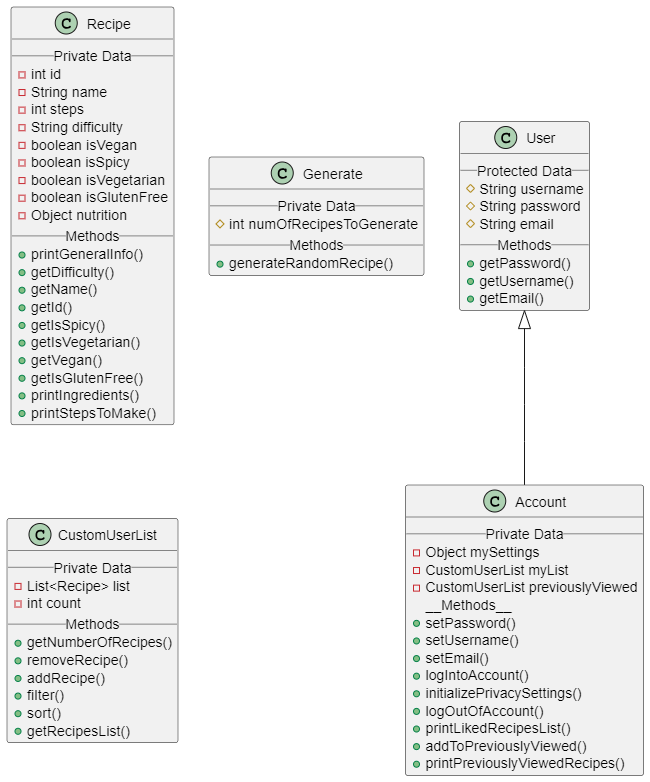 C Recipe
Private Data
int id
String name
int steps
String difficulty
boolean isVegan
boolean isSpicy
boolean isVegetarian
boolean isGlutenFree
Object nutrition
Methods
printGeneralInfo()
getDifficulty()
getName()
getId()
getIsSpicy()
getIsVegetarian()
getVegan()
getIsGlutenFree()
printIngredients()
printStepsToMake()
C Generate
Private Data
int numOfRecipesToGenerate
Methods
generateRandomRecipe()
C User
Protected Data
String username
String password
String email
Methods
getPassword()
getUsername()
getEmail()
C CustomUserList
Private Data
List<Recipe> list
int count
Methods
getNumberOfRecipes()
removeRecipe()
addRecipe()
filter()
sort()
getRecipesList()
C Account
Private Data
Object mySettings
CustomUserList myList
CustomUserList previouslyViewed
__Methods__
setPassword()
setUsername()
setEmail()
logIntoAccount()
initializePrivacySettings()
logOutOfAccount()
printLikedRecipesList()
addToPreviouslyViewed()
printPreviouslyViewedRecipes()